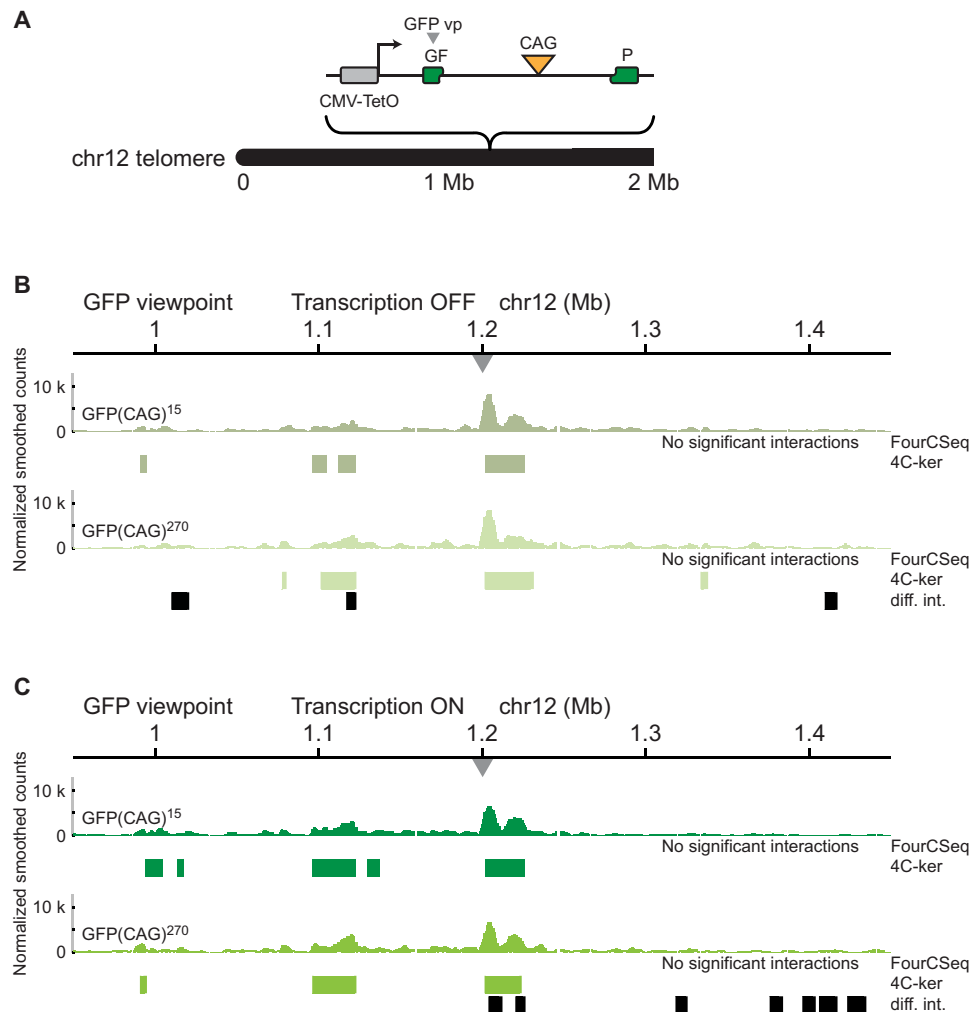 A
GFP vp
GF
CAG
P
CMV-TetO
chr12 telomere
0 1 Mb 2 Mb
B
GFP viewpoint Transcription OFF chr12 (Mb)
1 1.1 1.2 1.3 1.4
Normalized smoothed counts
10 k
GFP(CAG)15
0
No significant interactions FourCSeq
4C-ker
10 k
GFP(CAG)270
0
No significant interactions FourCSeq
4C-ker
diff. int.
C
GFP viewpoint Transcription ON chr12 (Mb)
1 1.1 1.2 1.3 1.4
Normalized smoothed counts
10 k
GFP(CAG)15
0
No significant interactions FourCSeq
4C-ker
10 k
GFP(CAG)270
0
No significant interactions FourCSeq
4C-ker
diff. int.